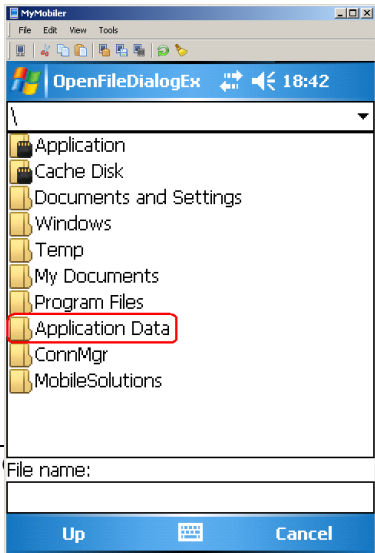 MyMobiler
File Edit View Tools
OpenFileDialogEx 18:42
\
Application
Cache Disk
Documents and Settings
Windows
Temp
My Documents
Program Files
Application Data
ConnMgr
MobileSolutions
File name:
Up Cancel